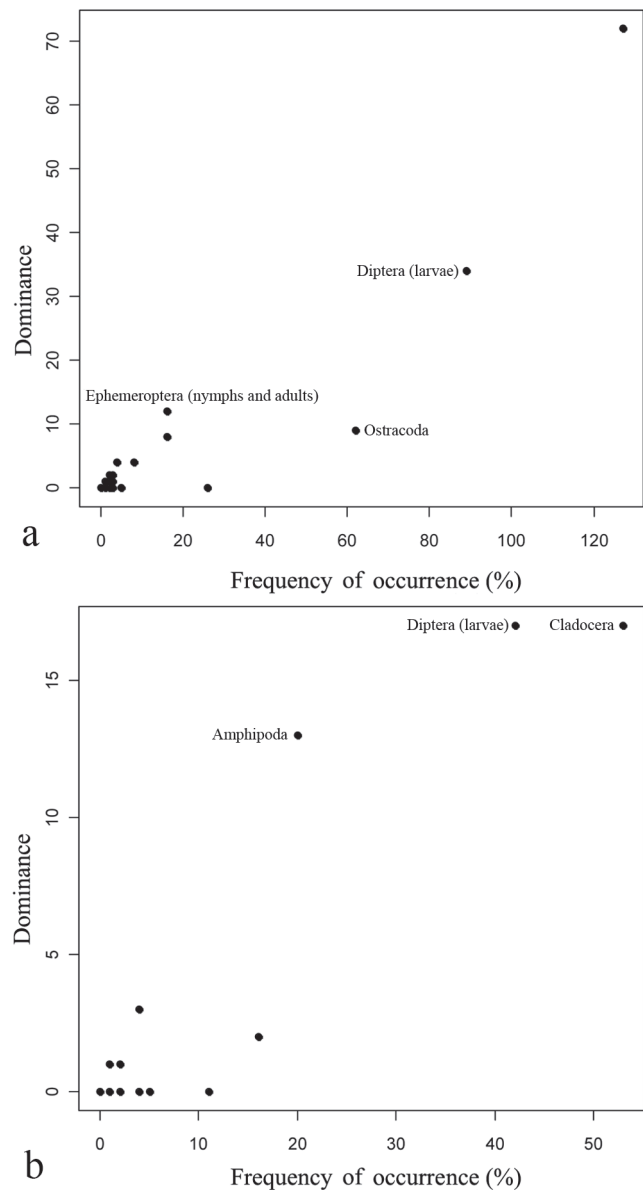 70
60
50
40
Dominance
Diptera (larvae)
30
20
Ephemeroptera (nymphs and adults)
10
Ostracoda
0
a
0 20 40 60 80 100 120
Frequency of occurrence (%)
Diptera (larvae) Cladocera
15
Amphipoda
10
Dominance
5
0
0 10 20 30 40 50
b
Frequency of occurrence (%)